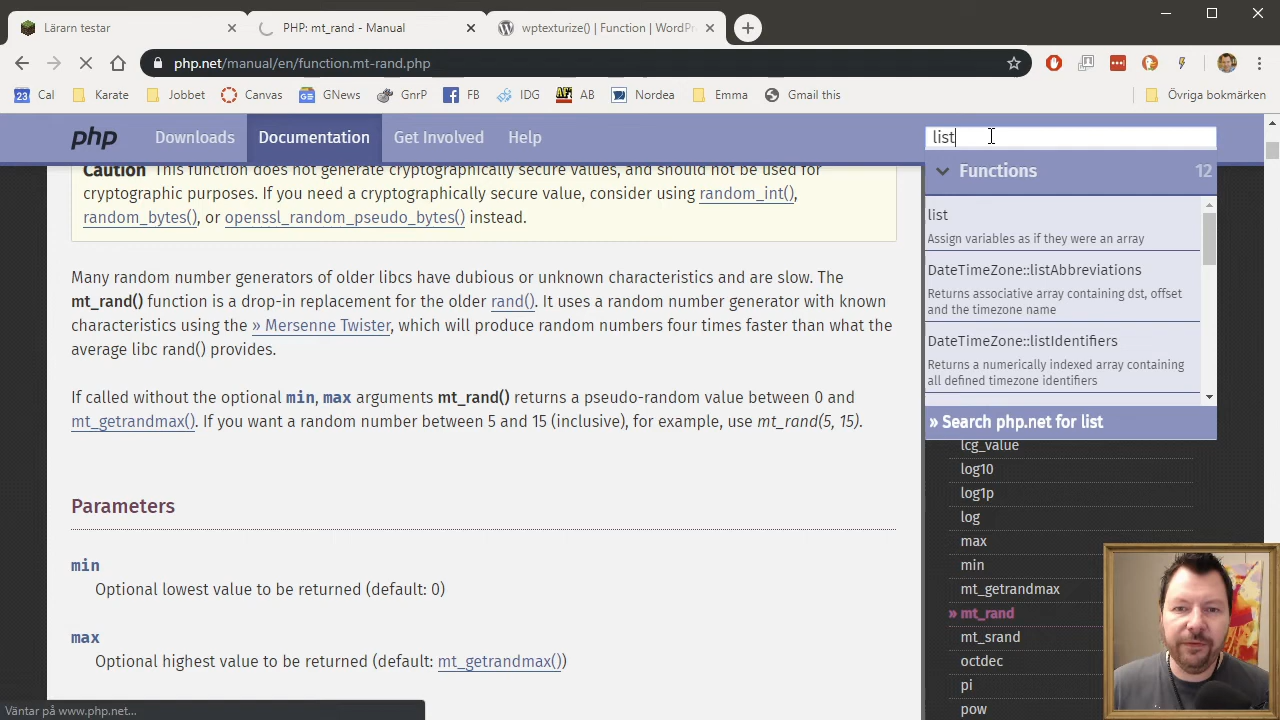 Lärarn testar
PHP: mt_rand - Manual
wptexturize() | Function | WordPr
php.net/manual/en/function.mt-rand.php
Cal
Karate
Jobbet
Canvas
GNews
GnrP
FB
IDG
AB
Nordea
Emma
Gmail this
Övriga bokmärken
php
Downloads
Documentation
Get Involved
Help
list
Caution This function does not generate cryptographically secure values, and should not be used for
cryptographic purposes. If you need a cryptographically secure value, consider using random_int(),
random_bytes(), or openssl_random_pseudo_bytes() instead.
Many random number generators of older libcs have dubious or unknown characteristics and are slow. The
mt_rand() function is a drop-in replacement for the older rand(). It uses a random number generator with known
characteristics using the » Mersenne Twister, which will produce random numbers four times faster than what the
average libc rand() provides.
If called without the optional min, max arguments mt_rand() returns a pseudo-random value between 0 and
mt_getrandmax(). If you want a random number between 5 and 15 (inclusive), for example, use mt_rand(5, 15).
Parameters
min
Optional lowest value to be returned (default: 0)
max
Optional highest value to be returned (default: mt_getrandmax())
Functions 12
list
Assign variables as if they were an array
DateTimeZone::listAbbreviations
Returns associative array containing dst, offset
and the timezone name
DateTimeZone::listIdentifiers
Returns a numerically indexed array containing
all defined timezone identifiers
» Search php.net for list
lcg_value
log10
log1p
log
max
min
mt_getrandmax
» mt_rand
mt_srand
octdec
pi
pow
Väntar på www.php.net...